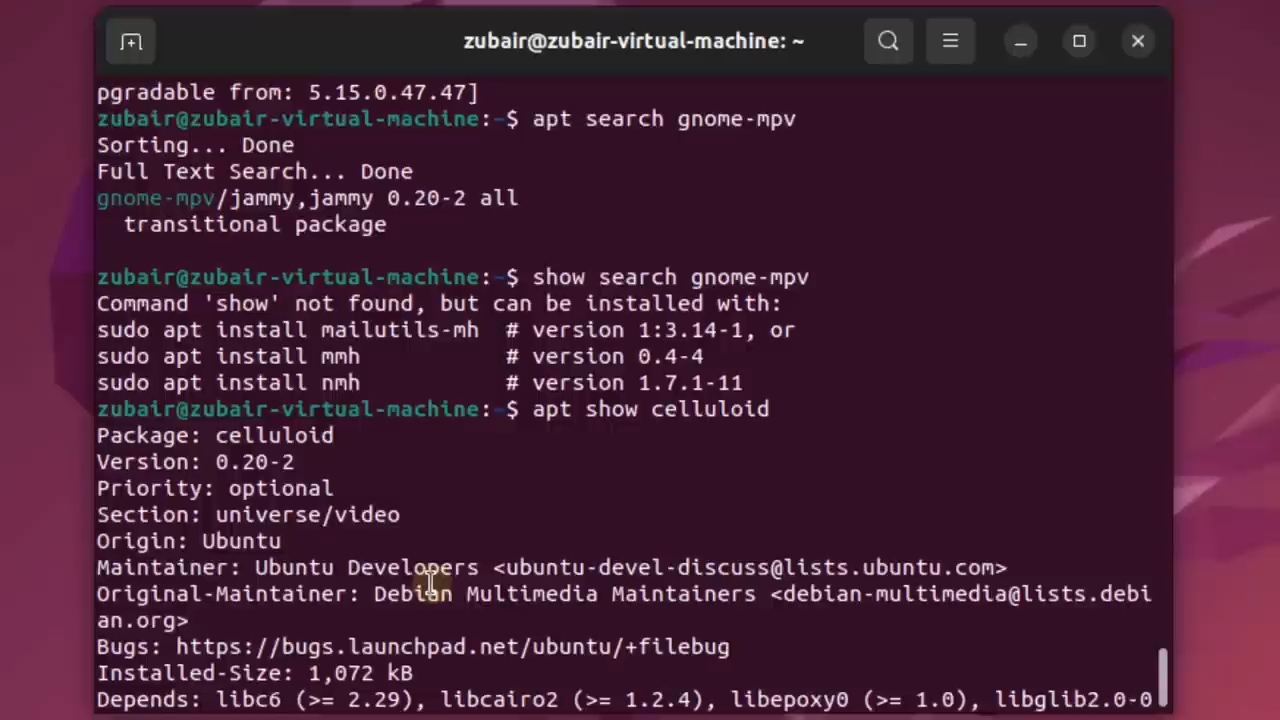 zubair@zubair-virtual-machine: ~
pgradable from: 5.15.0.47.47]
zubair@zubair-virtual-machine:~$ apt search gnome-mpv
Sorting... Done
Full Text Search... Done
gnome-mpv/jammy,jammy 0.20-2 all
  transitional package
zubair@zubair-virtual-machine:~$ show search gnome-mpv
Command 'show' not found, but can be installed with:
sudo apt install mailutils-mh  # version 1:3.14-1, or
sudo apt install mmh           # version 0.4-4
sudo apt install nmh           # version 1.7.1-11
zubair@zubair-virtual-machine:~$ apt show celluloid
Package: celluloid
Version: 0.20-2
Priority: optional
Section: universe/video
Origin: Ubuntu
Maintainer: Ubuntu Developers <ubuntu-devel-discuss@lists.ubuntu.com>
Original-Maintainer: Debian Multimedia Maintainers <debian-multimedia@lists.debi
an.org>
Bugs: https://bugs.launchpad.net/ubuntu/+filebug
Installed-Size: 1,072 kB
Depends: libc6 (>= 2.29), libcairo2 (>= 1.2.4), libepoxy0 (>= 1.0), libglib2.0-0